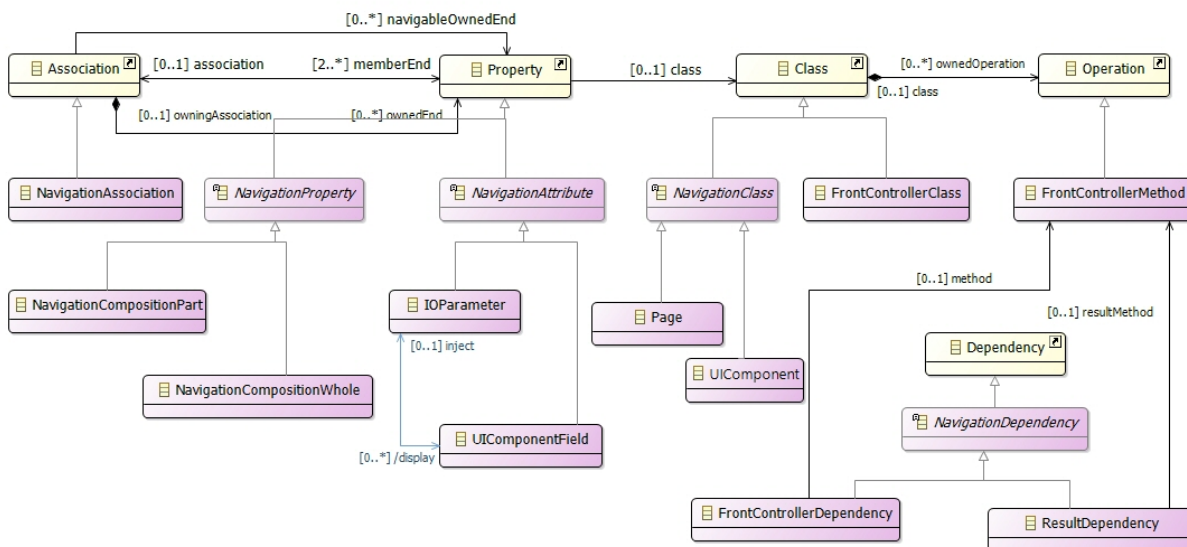 [0..*] navigableOwnedEnd
Association
[0..1] association
[2..*] memberEnd
Property
[0..1] class
Class
[0..*] ownedOperation
[0..1] class
Operation
[0..1] owningAssociation
[0..*] ownedEnd
NavigationAssociation
NavigationProperty
NavigationAttribute
NavigationClass
FrontControllerClass
FrontControllerMethod
[0..1] method
NavigationCompositionPart
IOParameter
Page
[0..1] resultMethod
[0..1] inject
Dependency
NavigationCompositionWhole
UIComponent
NavigationDependency
UIComponentField
[0..*] /display
FrontControllerDependency
ResultDependency